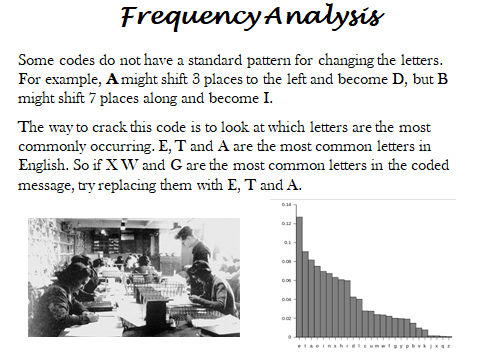 Frequency Analysis
Some codes do not have a standard pattern for changing the letters.
For example, A might shift 3 places to the left and become D, but B
might shift 7 places along and become I.
The way to crack this code is to look at which letters are the most
commonly occurring. E, T and A are the most common letters in
English. So if X W and G are the most common letters in the coded
message, try replacing them with E, T and A.
0.14
0.12
0.1
0.08
0.06
0.04
0.02
0
e t a o i n s h r d l c u m w f g y p b v k j x q z